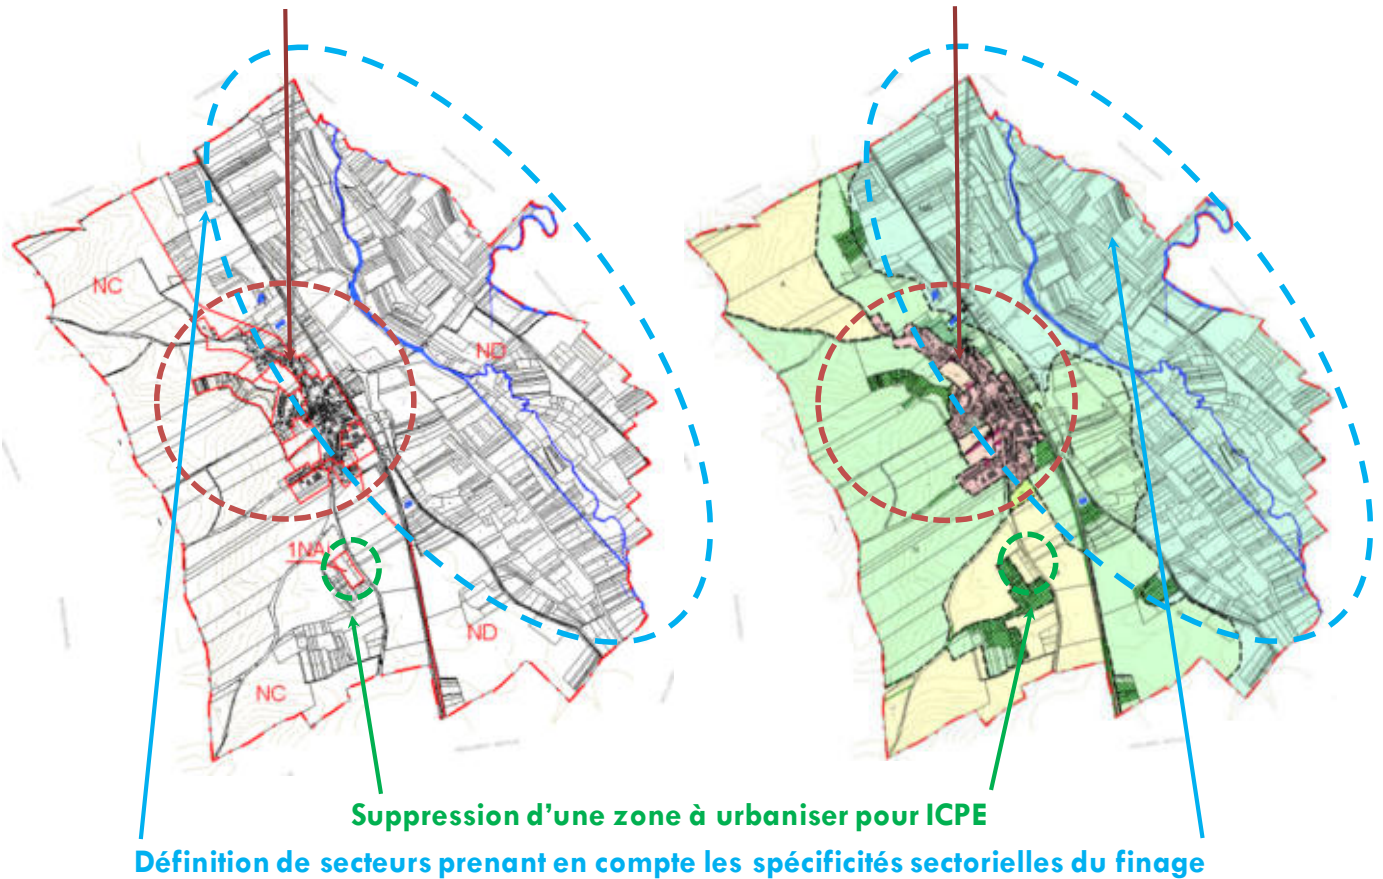 NC
ND
1NA
ND
NC
Suppression d'une zone à urbaniser pour ICPE
Définition de secteurs prenant en compte les spécificités sectorielles du finage